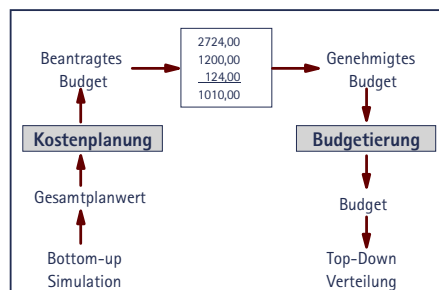 Beantragtes
Budget
2724,00
1200,00
124,00
1010,00
Genehmigtes
Budget
Kostenplanung
Budgetierung
Gesamtplanwert
Budget
Bottom-up
Simulation
Top-Down
Verteilung